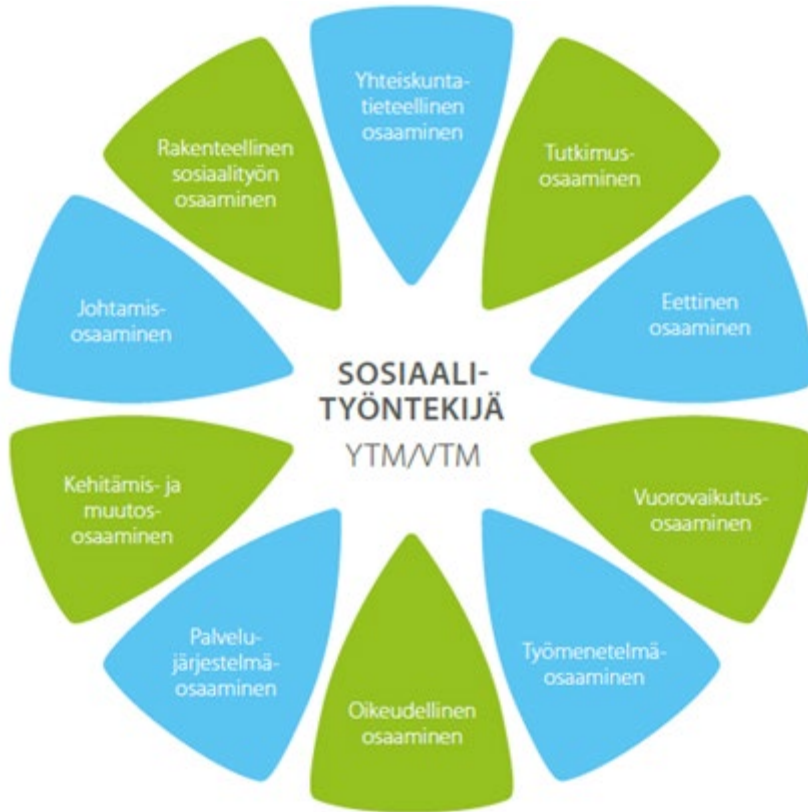 Yhteiskunta-
tieteellinen
osaaminen
Tutkimus-
osaaminen
Eettinen
osaaminen
Vuorovaikutus-
osaaminen
Työmenetelmä-
osaaminen
Oikeudellinen
osaaminen
Palvelu-
järjestelmä-
osaaminen
Kehitämis- ja
muutos-
osaaminen
Johtamis-
osaaminen
Rakenteellinen
sosiaalityön
osaaminen
SOSIAALI-
TYÖNTEKIJÄ
YTM/VTM